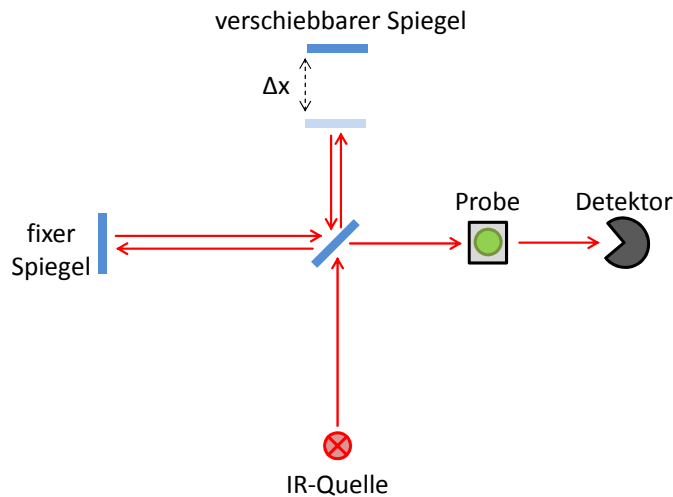 verschiebbarer Spiegel
Δx
Probe
Detektor
fixer
Spiegel
IR-Quelle